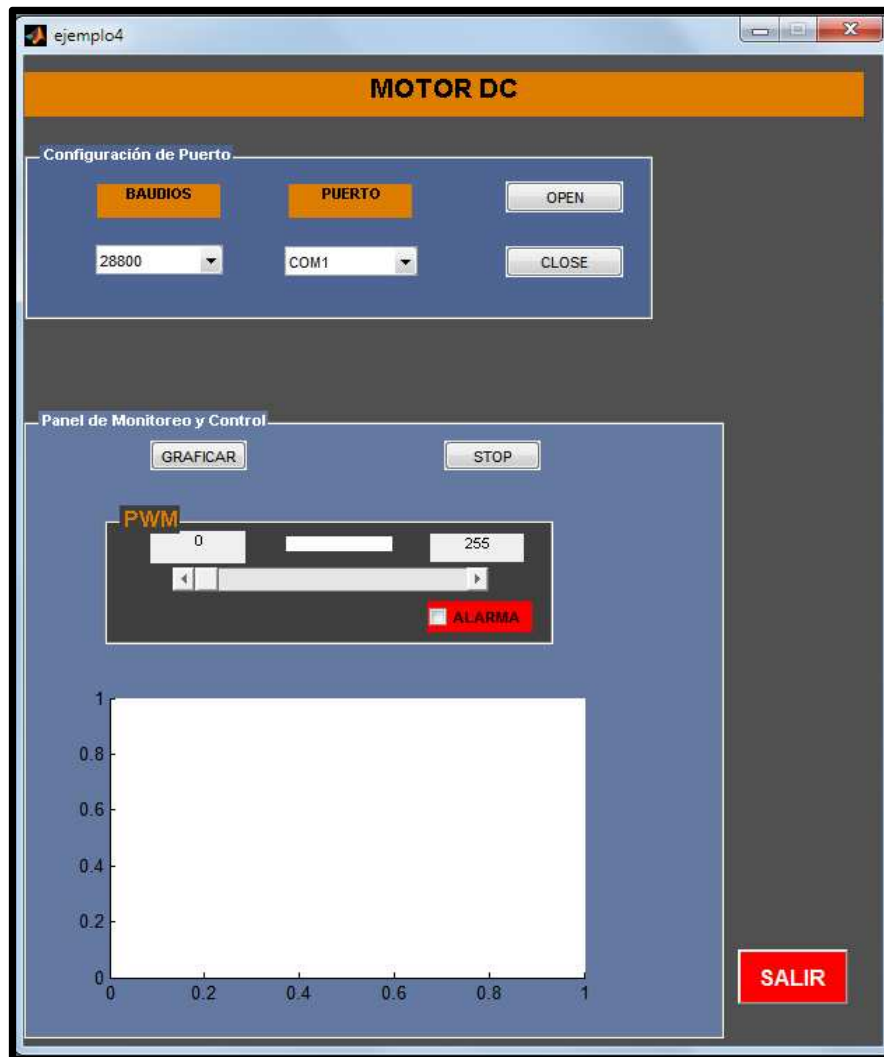 ejemplo4
MOTOR DC
Configuración de Puerto
BAUDIOS PUERTO OPEN
28800 COM1 CLOSE
Panel de Monitoreo y Control
GRAFICAR STOP
PWM
0 255
ALARMA
1
0.8
0.6
0.4
0.2
0
0 0.2 0.4 0.6 0.8 1
SALIR